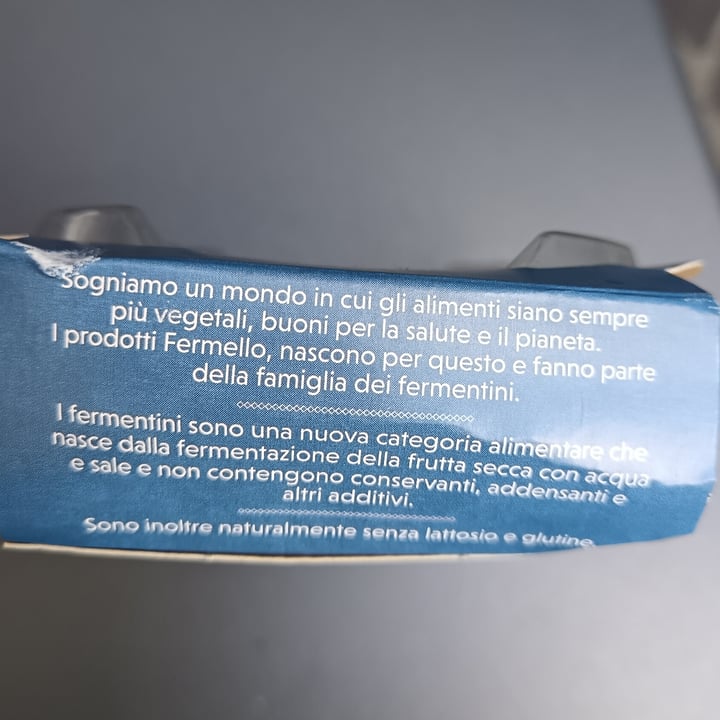 Sogniamo un mondo in cui gli alimenti siano sempre
più vegetali, buoni per la salute e il pianeta.
I prodotti Fermello, nascono per questo e fanno parte
della famiglia dei fermentini.
I fermentini sono una nuova categoria alimentare che
nasce dalla fermentazione della frutta secca con acqua
e sale e non contengono conservanti, addensanti e
altri additivi.
Sono inoltre naturalmente senza lattosio e glutine.